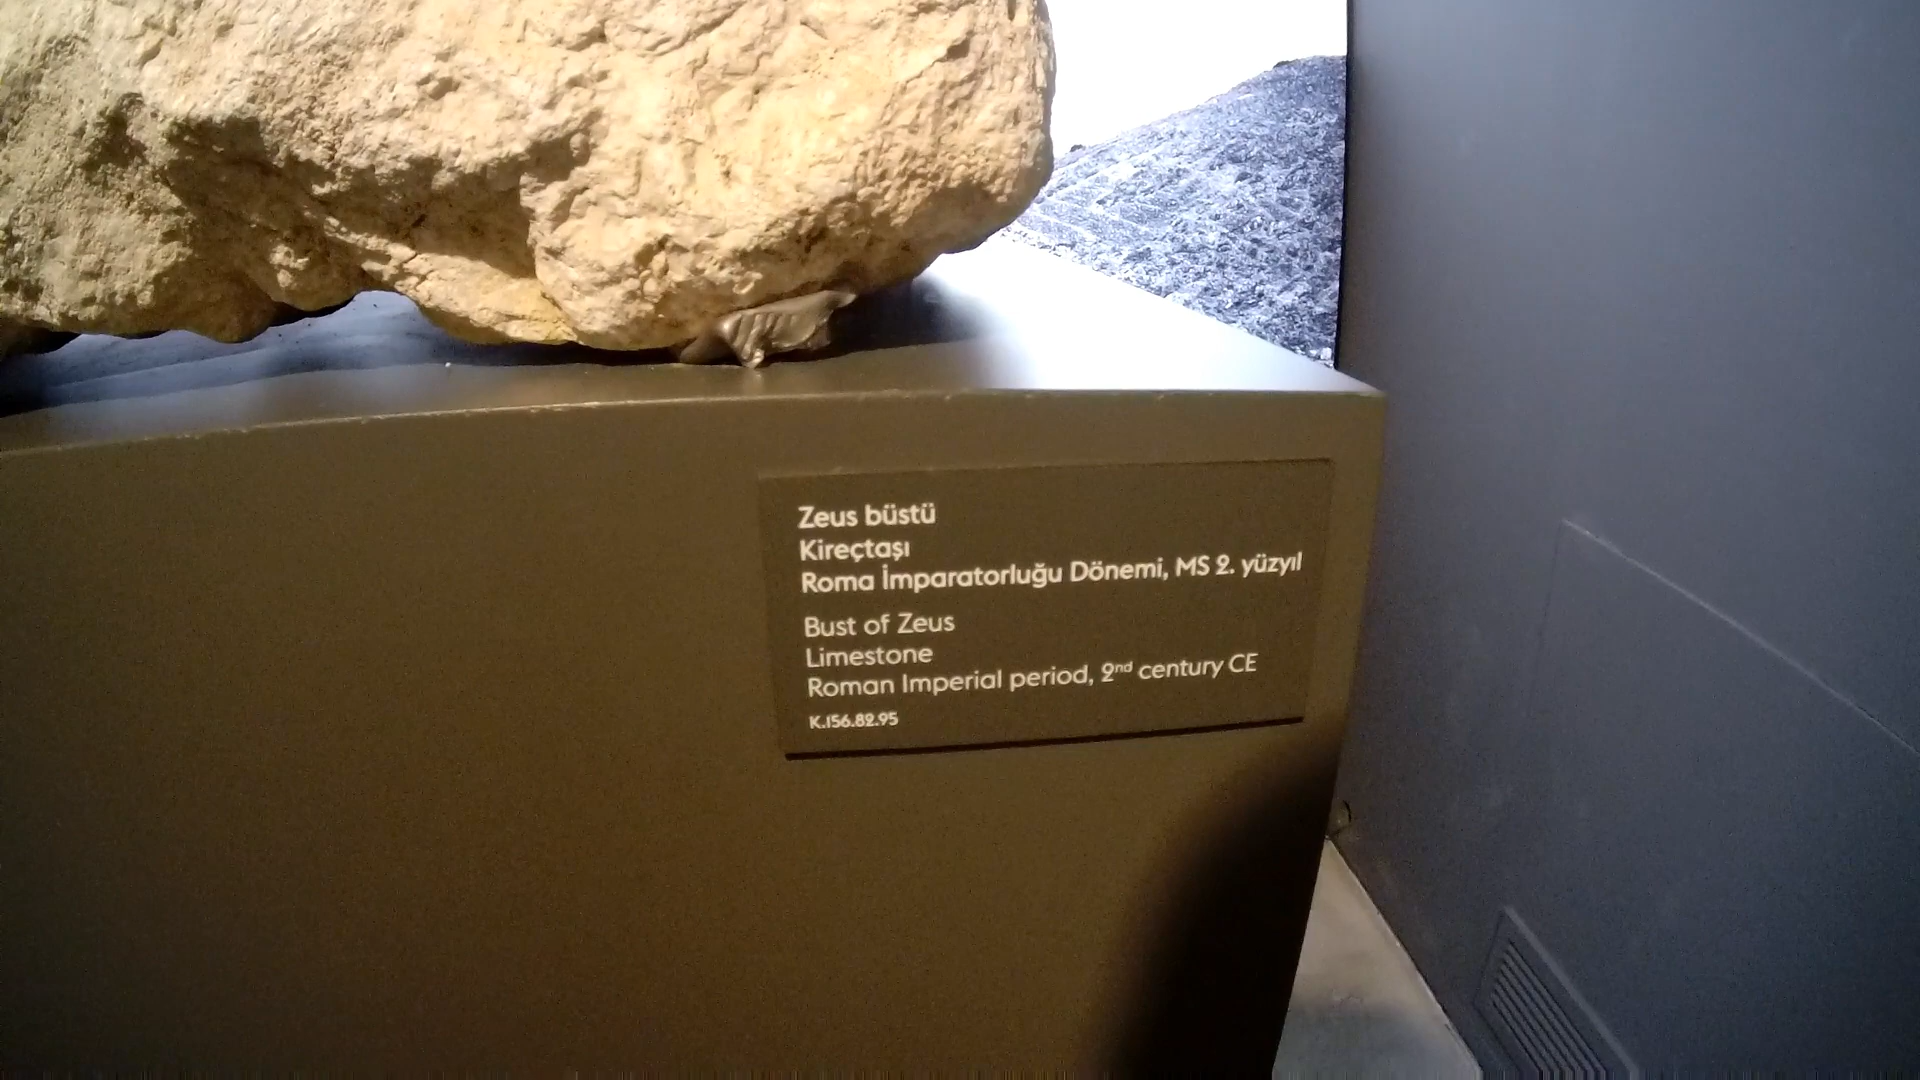 Zeus büstü
Kireçtaşı
Roma İmparatorluğu Dönemi, MS 2. yüzyıl
Bust of Zeus
Limestone
Roman Imperial period, 2nd century CE
K.156.82.95